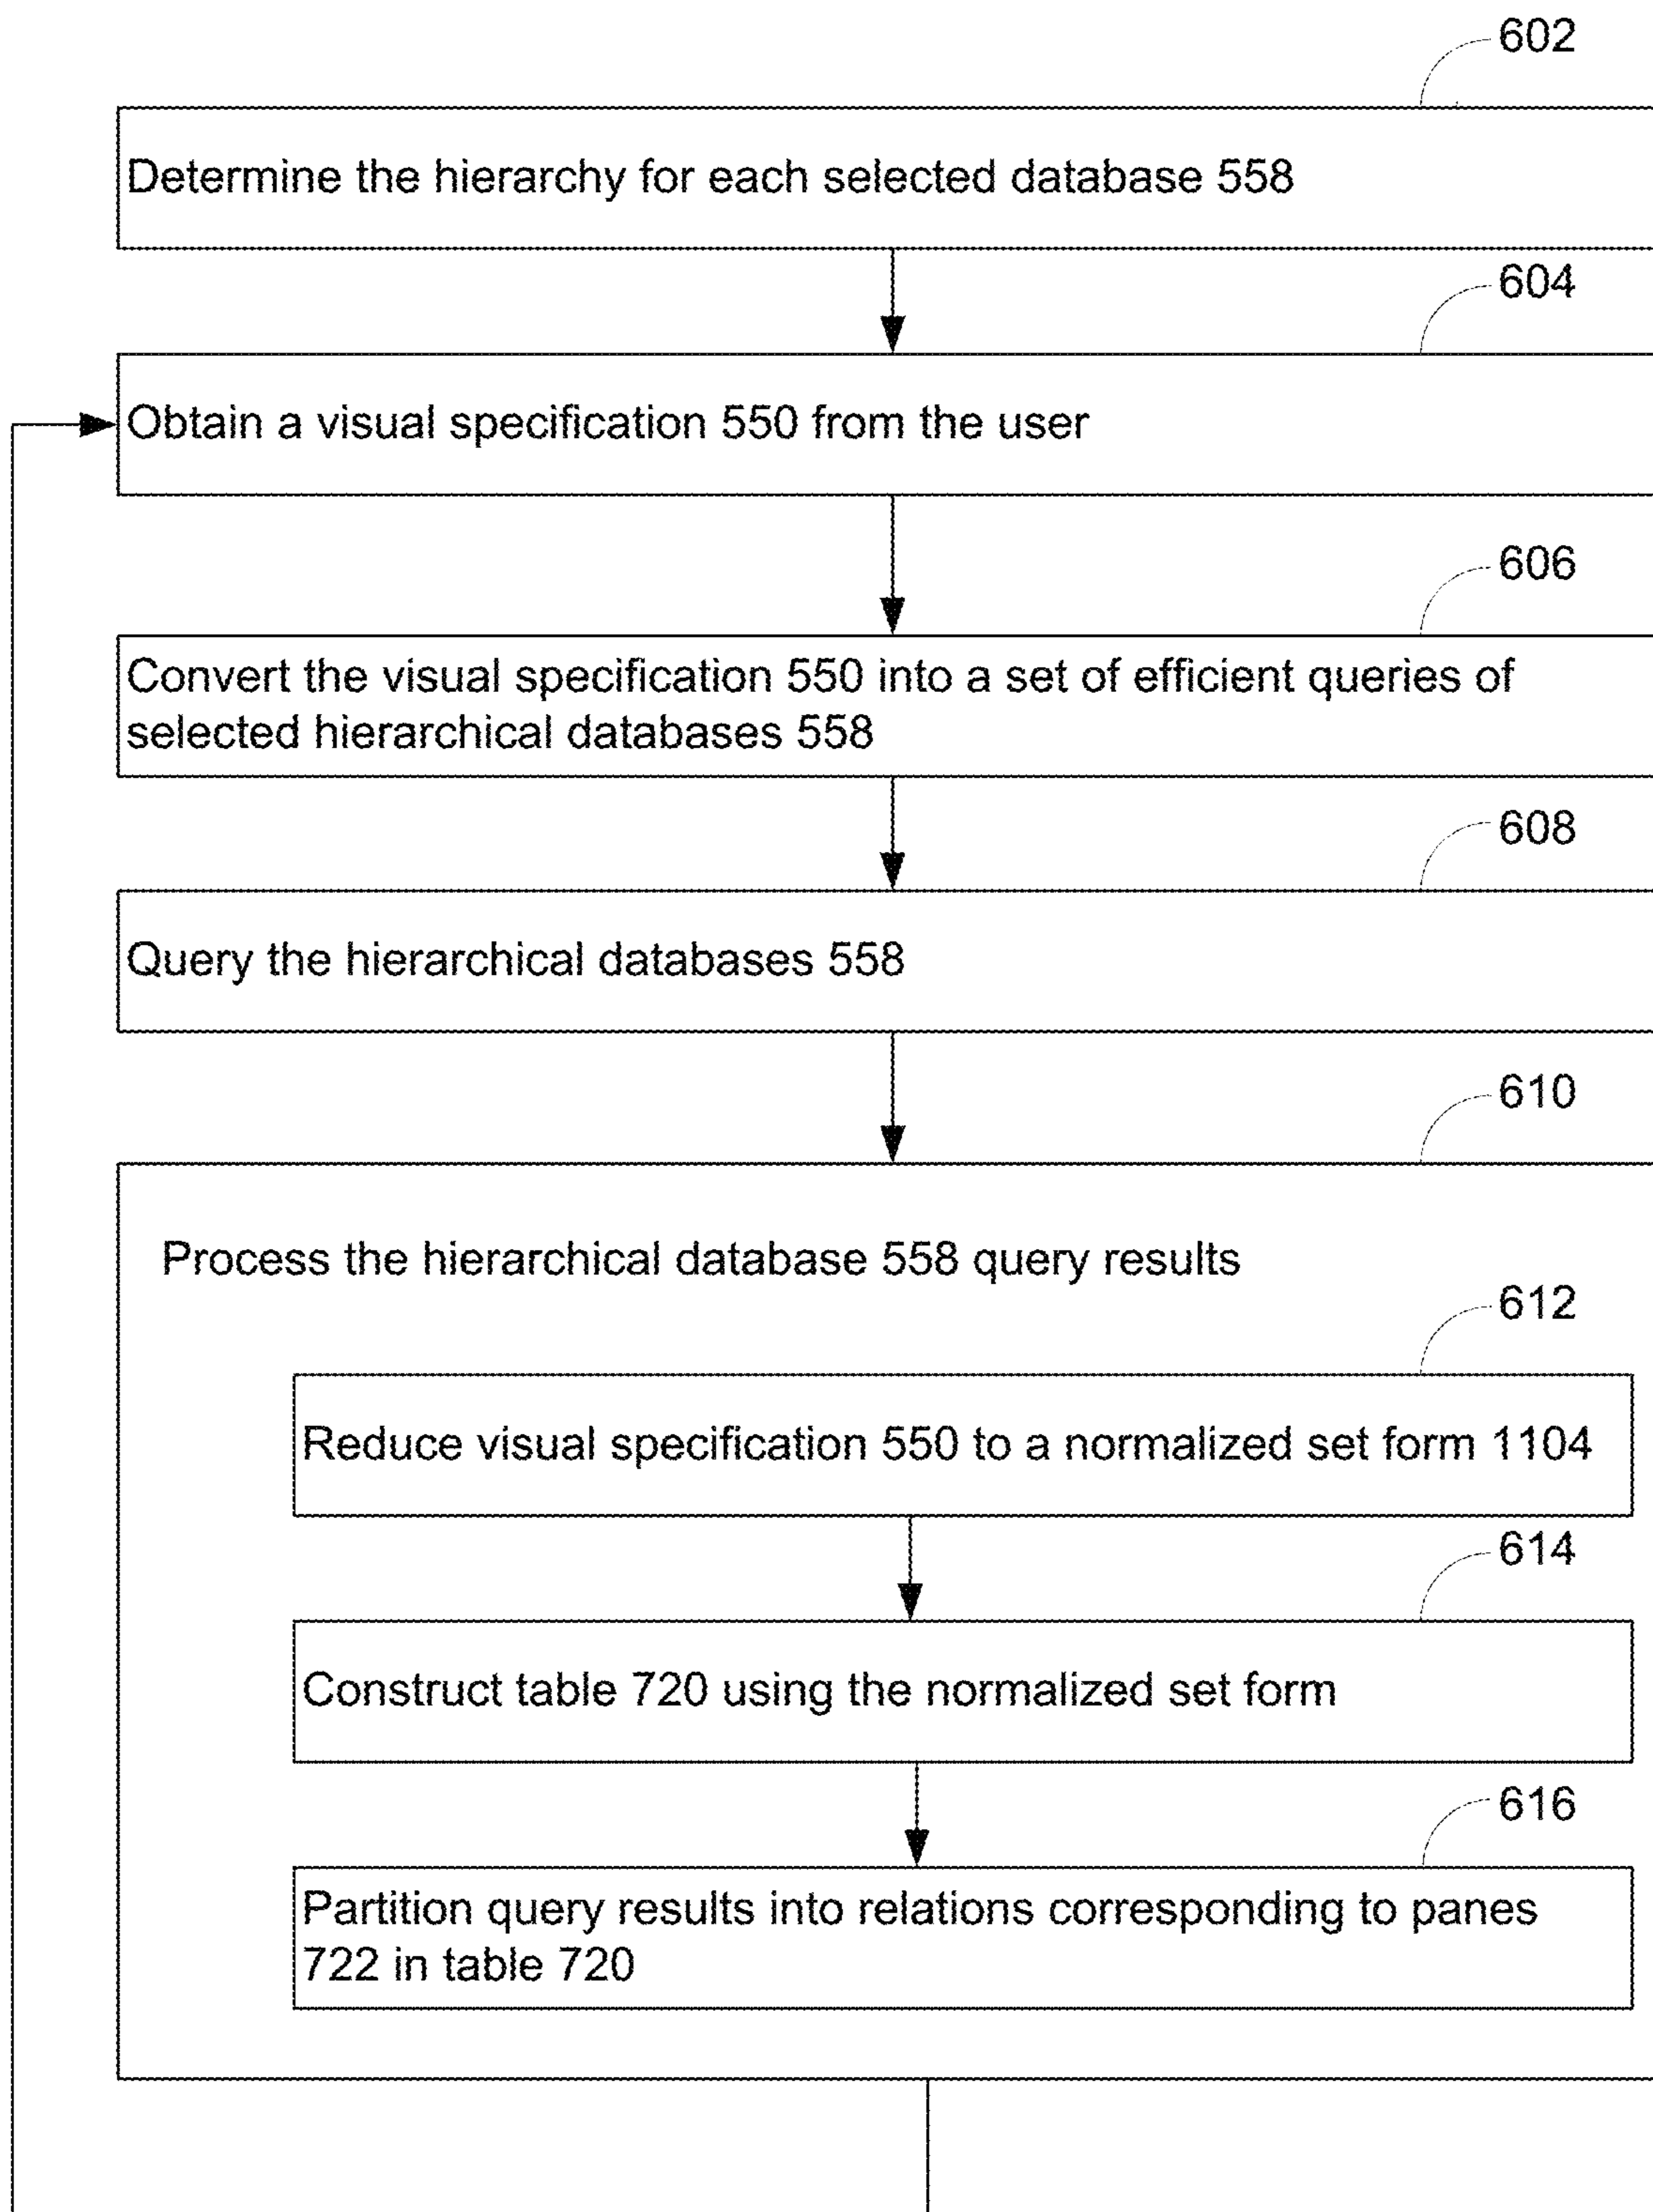 602
Determine the hierarchy for each selected database 558
604
Obtain a visual specification 550 from the user
606
Convert the visual specification 550 into a set of efficient queries of
selected hierarchical databases 558
608
Query the hierarchical databases 558
610
Process the hierarchical database 558 query results
612
Reduce visual specification 550 to a normalized set form 1104
614
Construct table 720 using the normalized set form
616
Partition query results into relations corresponding to panes
722 in table 720